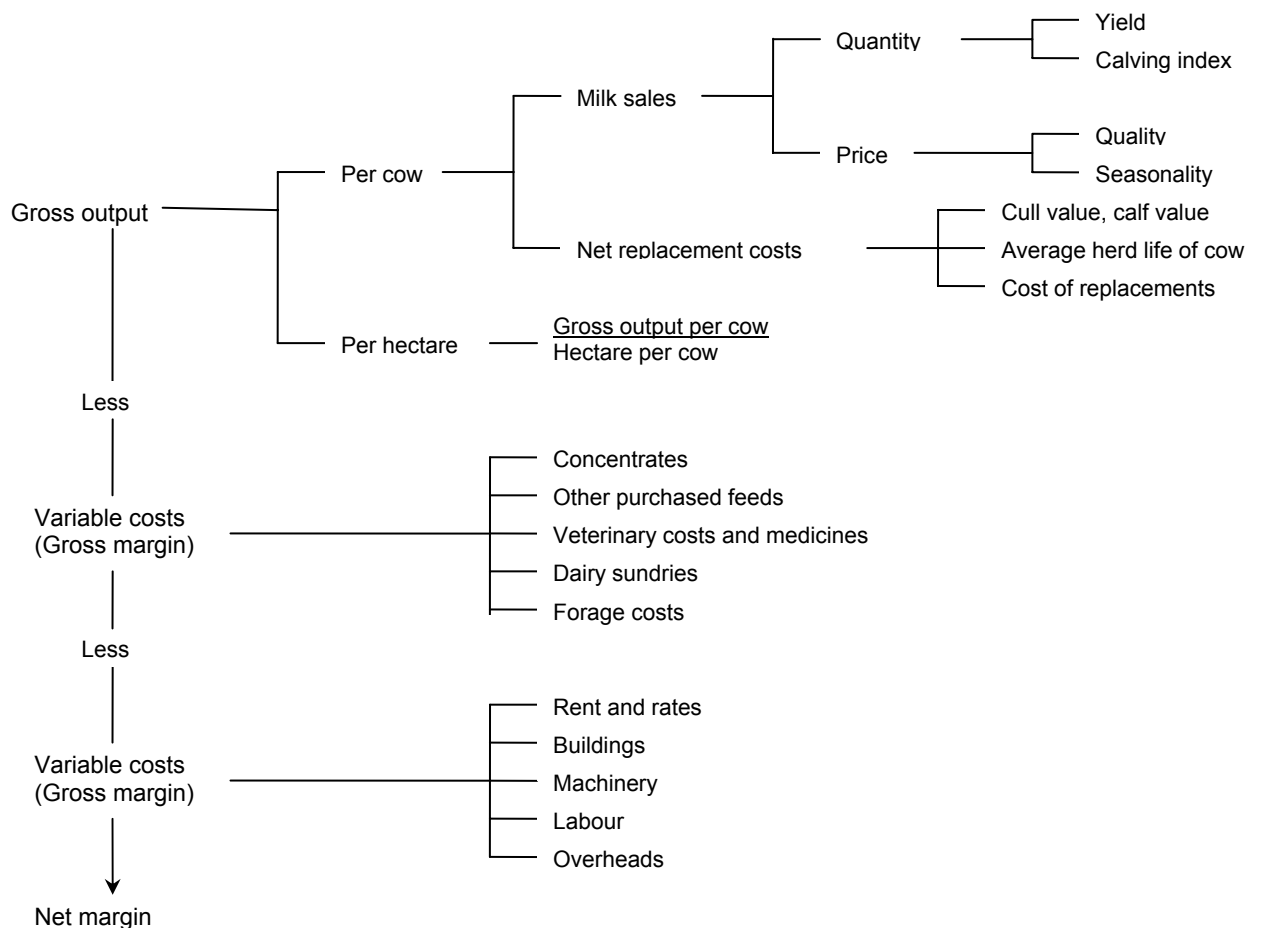 Yield
Quantity
Calving index
Milk sales
Quality
Price
Seasonality
Per cow
Gross output
Cull value, calf value
Net replacement costs
Average herd life of cow
Cost of replacements
Per hectare
Gross output per cow
Hectare per cow
Less
Concentrates
Other purchased feeds
Variable costs
(Gross margin)
Veterinary costs and medicines
Dairy sundries
Forage costs
Less
Rent and rates
Buildings
Variable costs
(Gross margin)
Machinery
Labour
Overheads
Net margin